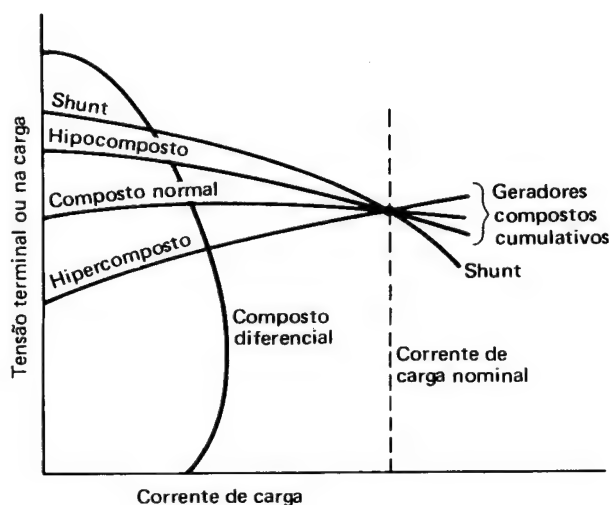 Tensão terminal ou na carga
Shunt
Hipocomposto
Composto normal
Hipercomposto
Composto
diferencial
Geradores
compostos
cumulativos
Shunt
Corrente de
carga nominal
Corrente de carga